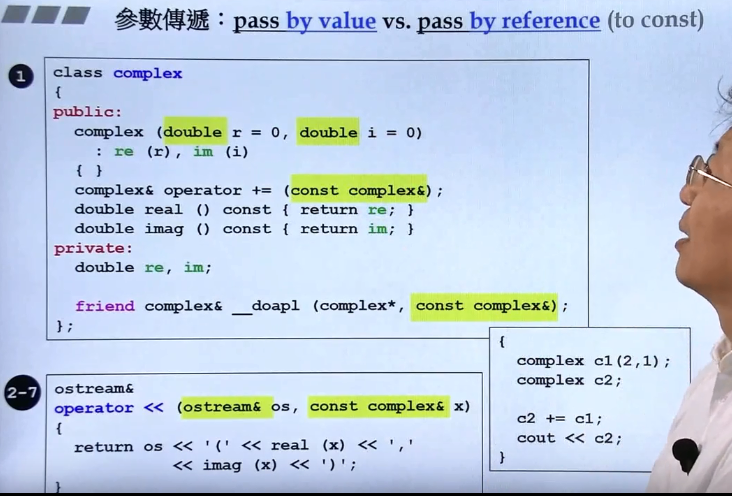 參數傳遞：pass by value vs. pass by reference (to const)
1
class complex
{
public:
complex (double r = 0, double i = 0)
: re (r), im (i)
{ }
complex& operator += (const complex&);
double real () const { return re; }
double imag () const { return im; }
private:
double re, im;
friend complex& __doapl (complex*, const complex&);
};
2-7
ostream&
operator << (ostream& os, const complex& x)
{
return os << '(' << real (x) << ','
<< imag (x) << ')';
}
{
complex c1(2,1);
complex c2;
c2 += c1;
cout << c2;
}